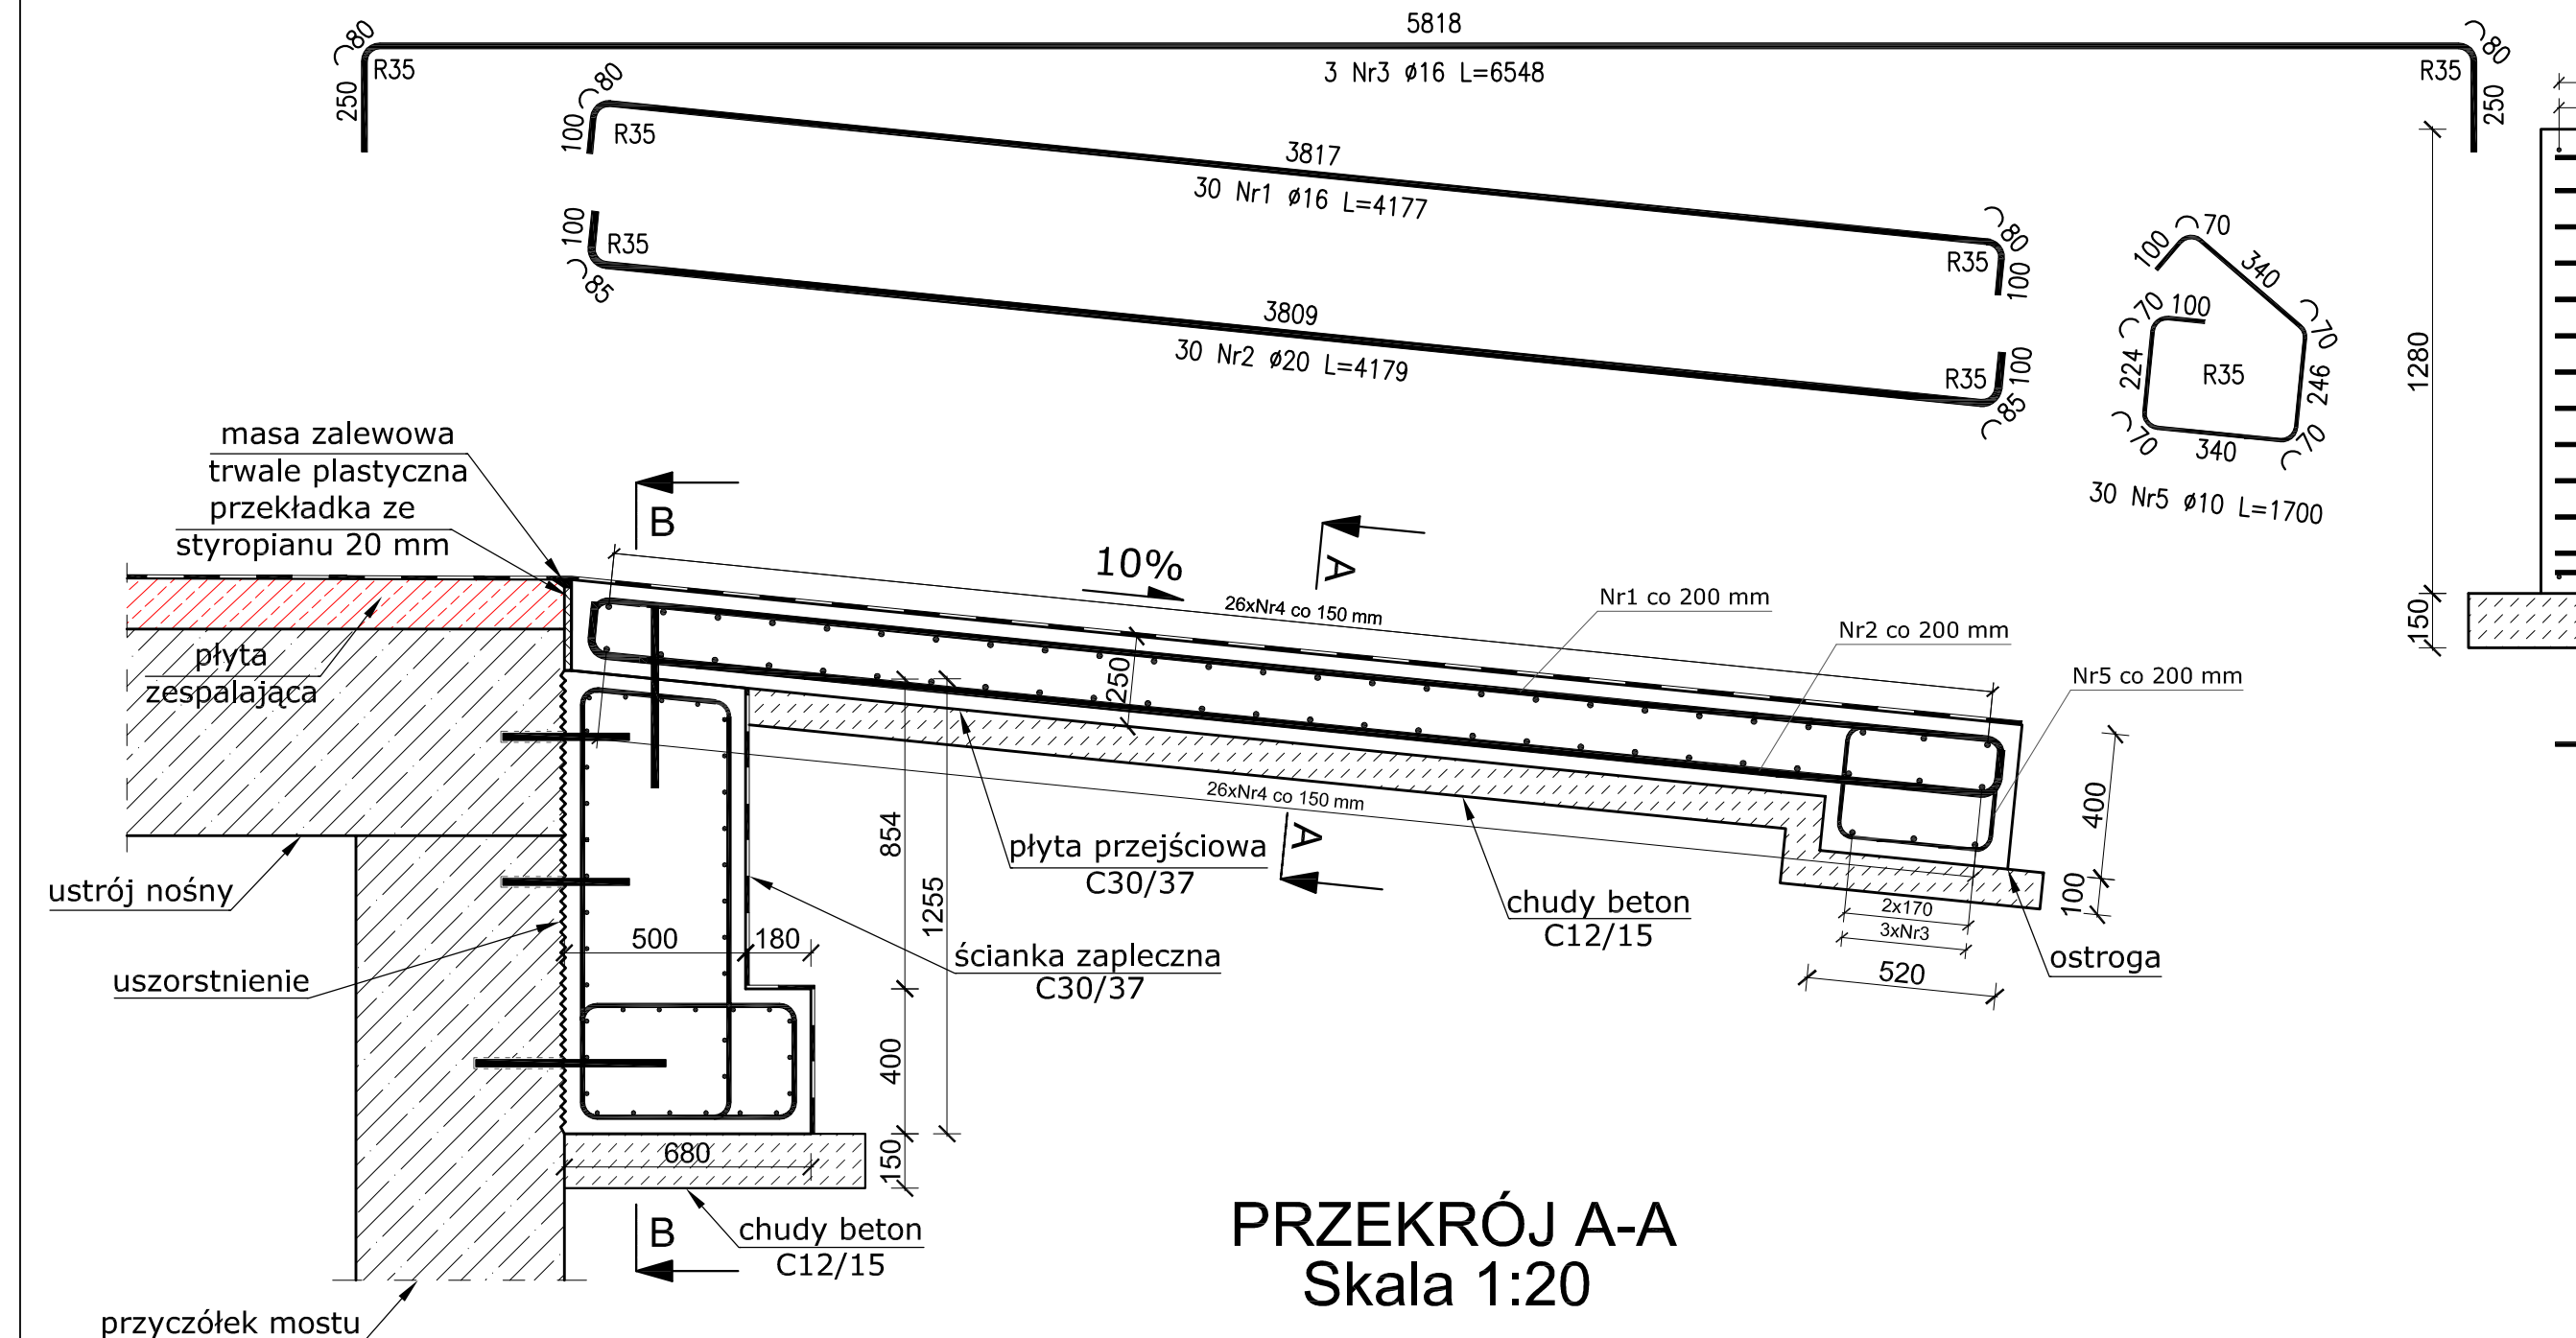 5818
80
R35
250
3 Nr3 ø16 L=6548
80
R35
250
80
100
R35
3817
30 Nr1 ø16 L=4177
80
R35
100
100
R35
85
3809
30 Nr2 ø20 L=4179
100
R35
85
70
100
340
70
100
70
224
R35
246
70
340
70
30 Nr5 ø10 L=1700
1280
150
masa zalewowa
trwale plastyczna
przekładka ze
styropianu 20 mm
B
10%
A
26xNr4 co 150 mm
Nr1 co 200 mm
Nr2 co 200 mm
Nr5 co 200 mm
płyta
zespalająca
250
26xNr4 co 150 mm
400
100
854
1255
płyta przejściowa
C30/37
A
ustrój nośny
chudy beton
C12/15
2x170
3xNr3
520
ostroga
500
180
ścianka zapleczna
C30/37
uszorstnienie
400
680
150
B
chudy beton
C12/15
przyczółek mostu
PRZEKRÓJ A-A
Skala 1:20